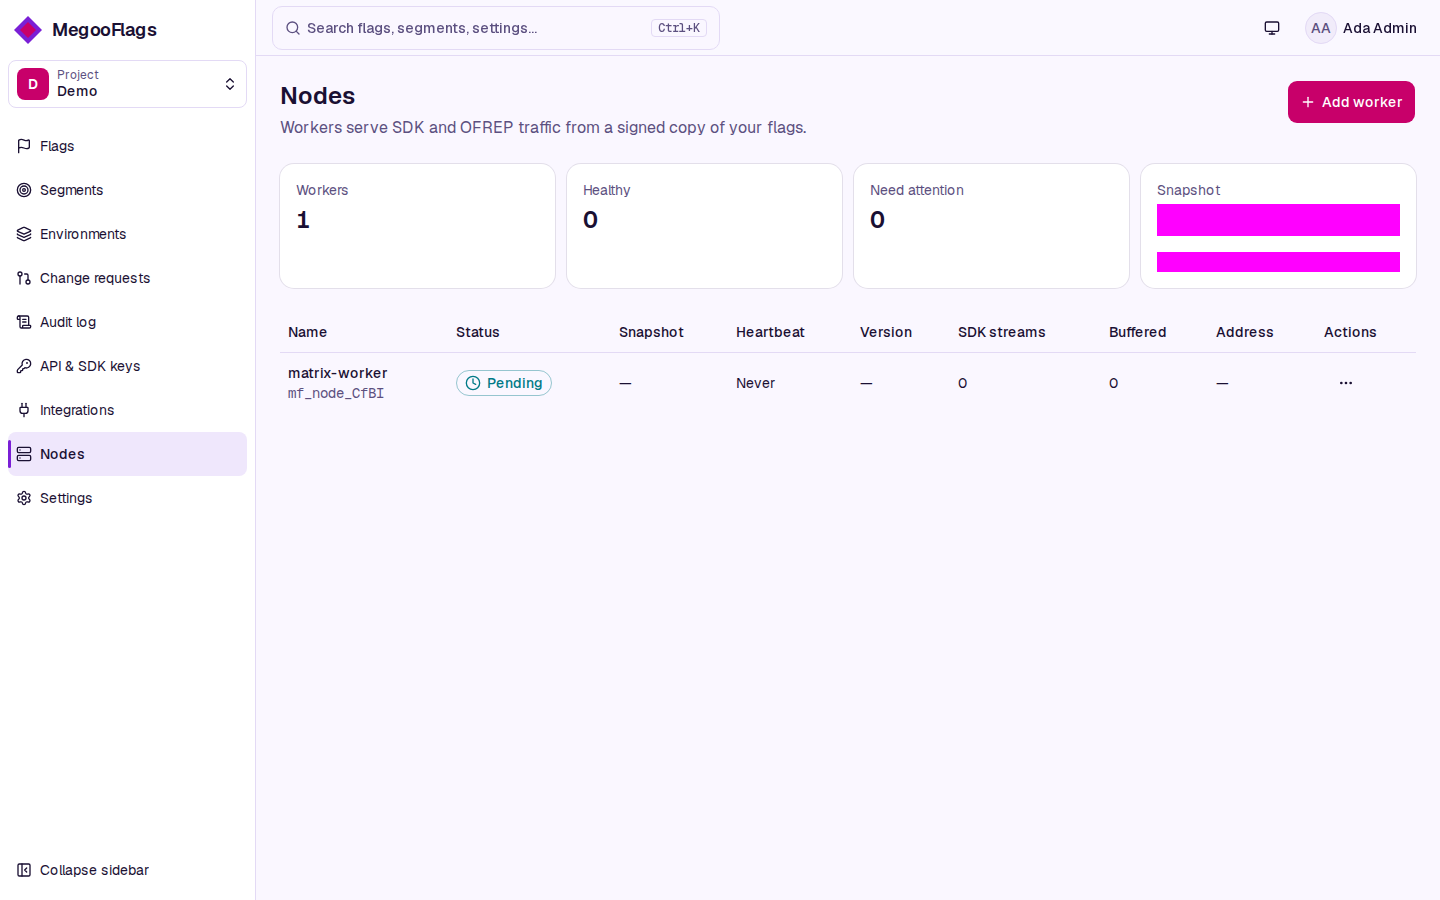 MegooFlags
Search flags, segments, settings...
Ctrl+K
AA
Ada Admin
D
Project
Demo
Flags
Segments
Environments
Change requests
Audit log
API & SDK keys
Integrations
Nodes
Settings
Collapse sidebar
Nodes
Workers serve SDK and OFREP traffic from a signed copy of your flags.
Add worker
Workers
1
Healthy
0
Need attention
0
Snapshot
Name Status Snapshot Heartbeat Version SDK streams Buffered Address Actions
matrix-worker
mf_node_CfBI
Pending
—
Never
—
0
0
—